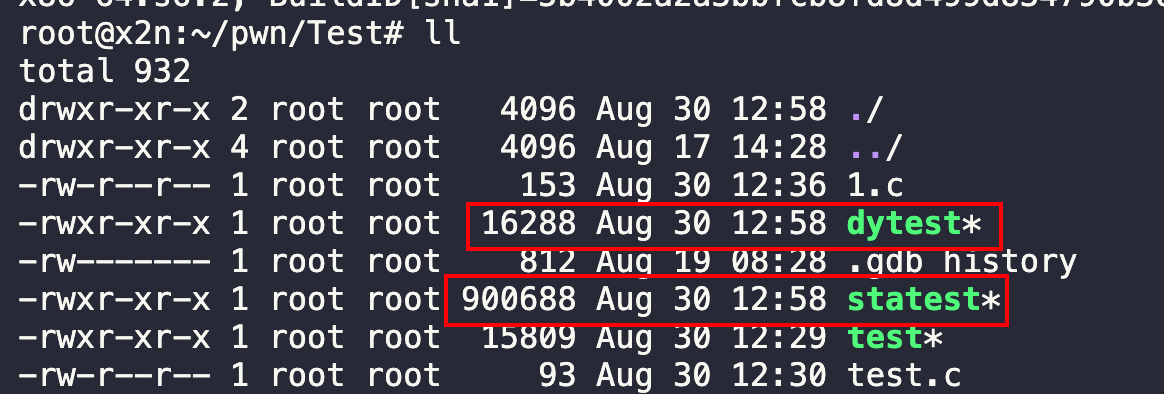 root@x2n:~/pwn/Test# ll
total 932
drwxr-xr-x 2 root root   4096 Aug 30 12:58 ./
drwxr-xr-x 4 root root   4096 Aug 17 14:28 ../
-rw-r--r-- 1 root root    153 Aug 30 12:36 1.c
-rwxr-xr-x 1 root root  16288 Aug 30 12:58 dytest*
-rw------- 1 root root    812 Aug 19 08:28 .gdb_history
-rwxr-xr-x 1 root root 900688 Aug 30 12:58 statest*
-rwxr-xr-x 1 root root  15809 Aug 30 12:29 test*
-rw-r--r-- 1 root root     93 Aug 30 12:30 test.c